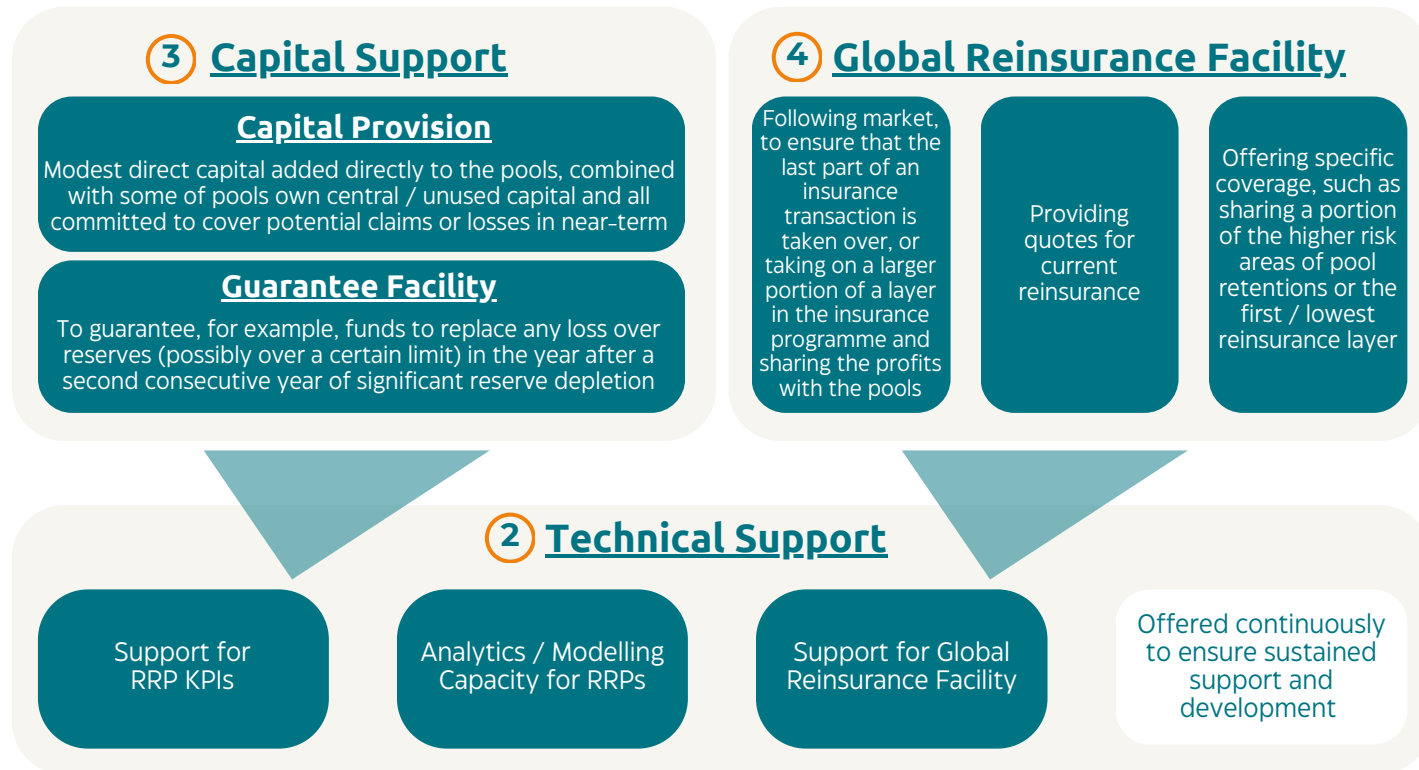 3 Capital Support
Capital Provision
Modest direct capital added directly to the pools, combined
with some of pools own central / unused capital and all
committed to cover potential claims or losses in near-term
Guarantee Facility
To guarantee, for example, funds to replace any loss over
reserves (possibly over a certain limit) in the year after a
second consecutive year of significant reserve depletion
4 Global Reinsurance Facility
Following market,
to ensure that the
last part of an
insurance
transaction is
taken over, or
taking on a larger
portion of a layer
in the insurance
programme and
sharing the profits
with the pools
Providing
quotes for
current
reinsurance
Offering specific
coverage, such as
sharing a portion
of the higher risk
areas of pool
retentions or the
first / lowest
reinsurance layer
2 Technical Support
Support for
RRP KPIs
Analytics / Modelling
Capacity for RRPs
Support for Global
Reinsurance Facility
Offered continuously
to ensure sustained
support and
development